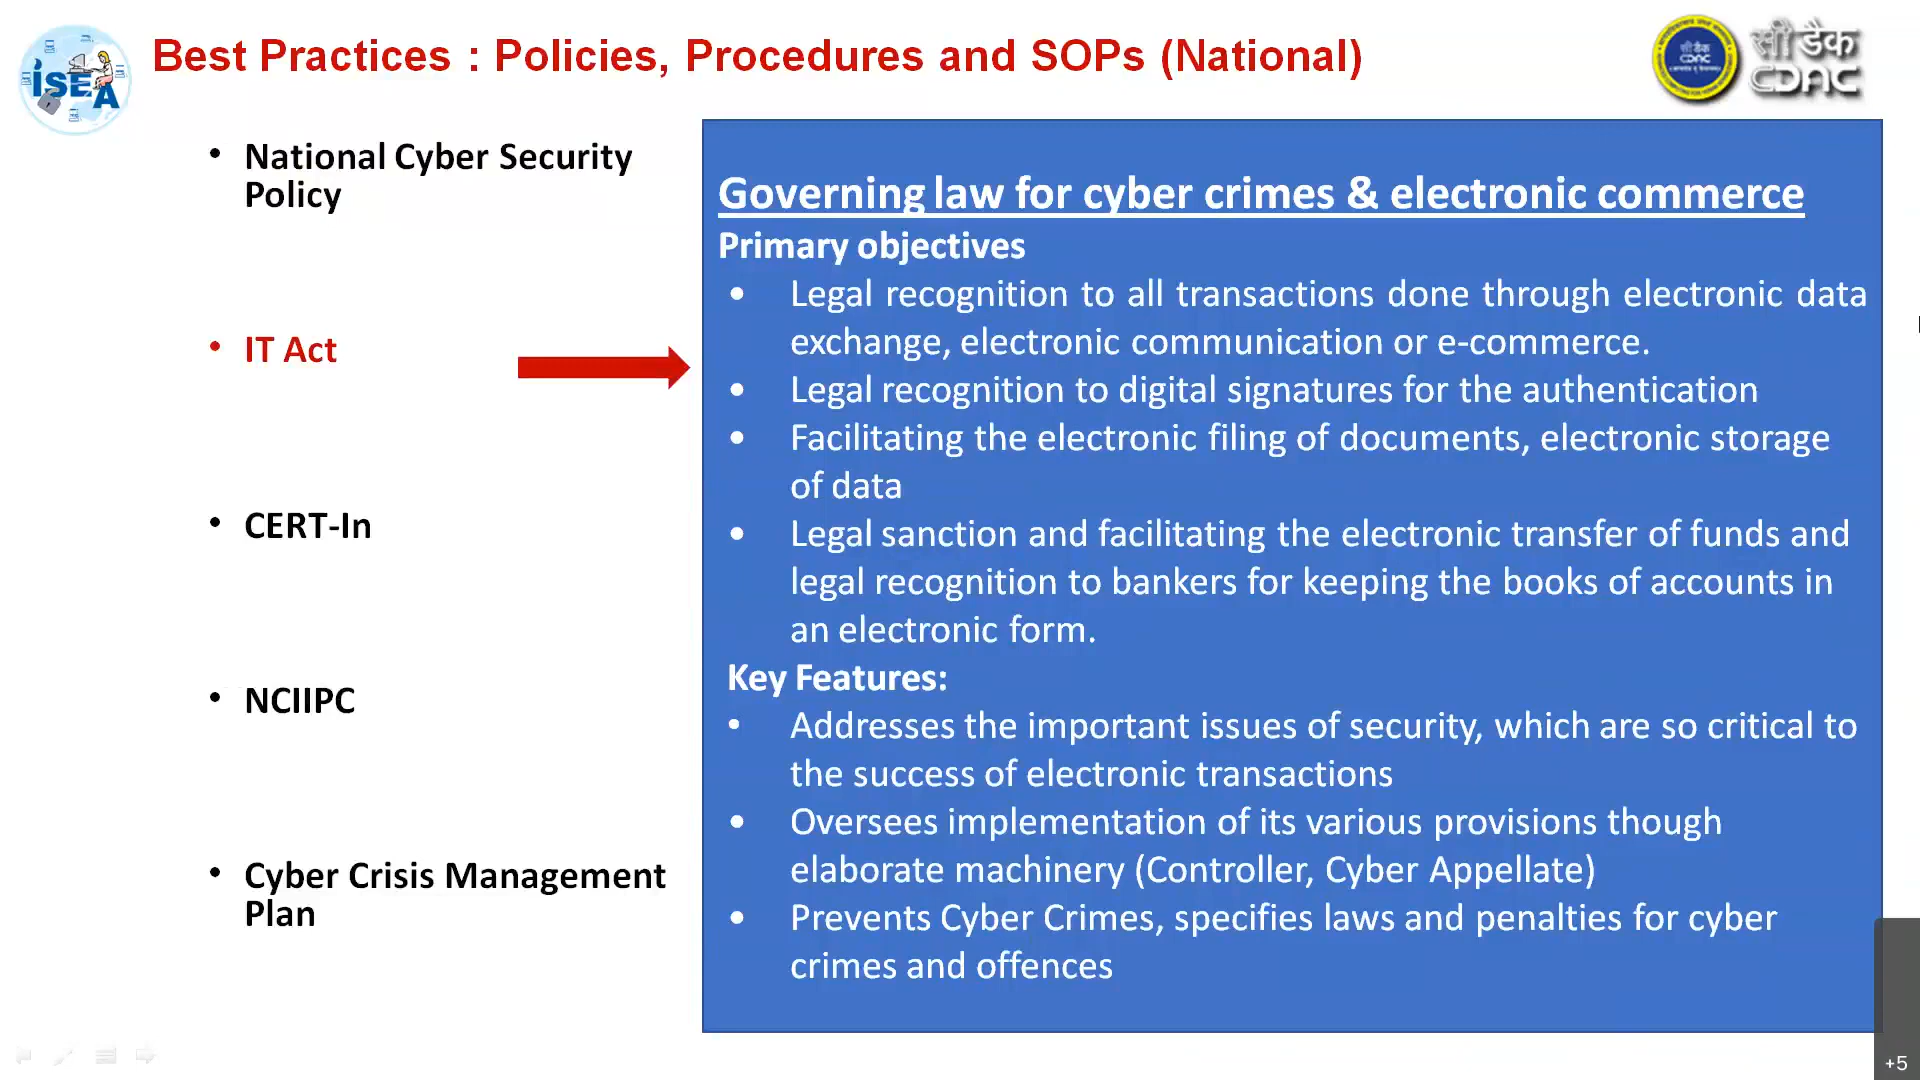 Best Practices : Policies, Procedures and SOPs (National)
iSEA
सी डैक
CDAC
सी डैक
CDAC
• National Cyber Security
Policy
• IT Act
• CERT-In
• NCIIPC
• Cyber Crisis Management
Plan
Governing law for cyber crimes & electronic commerce
Primary objectives
• Legal recognition to all transactions done through electronic data
exchange, electronic communication or e-commerce.
• Legal recognition to digital signatures for the authentication
• Facilitating the electronic filing of documents, electronic storage
of data
• Legal sanction and facilitating the electronic transfer of funds and
legal recognition to bankers for keeping the books of accounts in
an electronic form.
Key Features:
• Addresses the important issues of security, which are so critical to
the success of electronic transactions
• Oversees implementation of its various provisions though
elaborate machinery (Controller, Cyber Appellate)
• Prevents Cyber Crimes, specifies laws and penalties for cyber
crimes and offences
+5